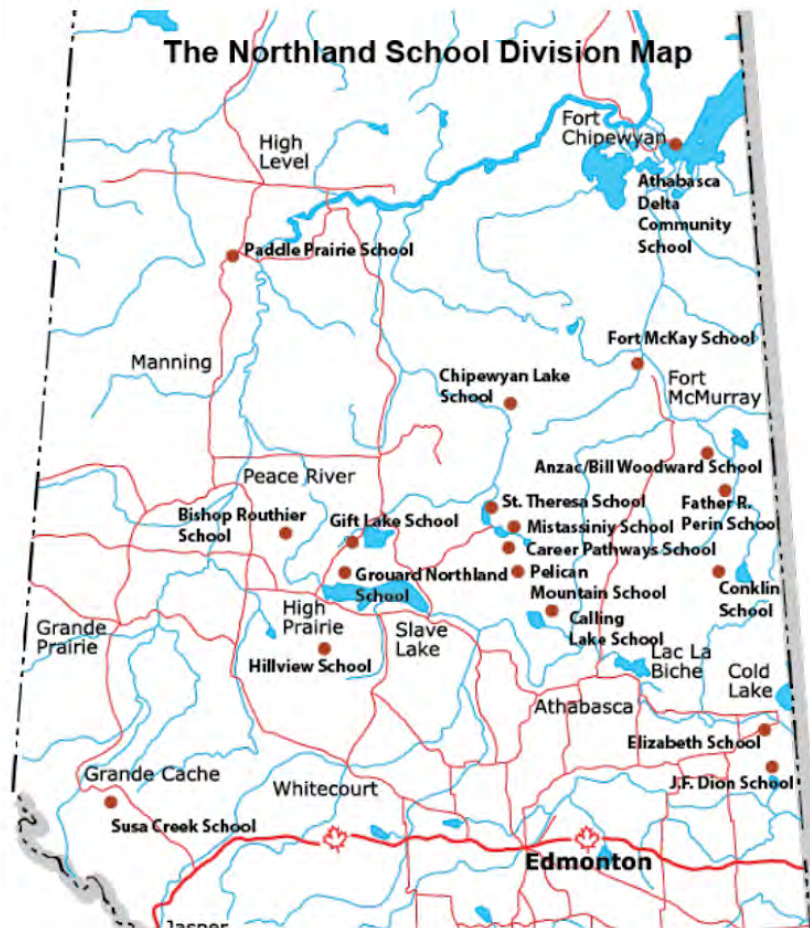 The Northland School Division Map
High
Level
Fort
Chipewyan
Athabasca
Delta
Community
School
Paddle Prairie School
Fort McKay School
Manning
Chipewyan Lake
School
Fort
McMurray
Anzac/Bill Woodward School
Peace River
St. Theresa School
Father R.
Perin School
Bishop Routhier
School
Gift Lake School
Mistassiniy School
Career Pathways School
Grouard Northland
School
Pelican
Mountain School
Conklin
School
High
Prairie
Slave
Lake
Calling
Lake School
Grande
Prairie
Hillview School
Lac La
Biche
Cold
Lake
Athabasca
Elizabeth School
Grande Cache
Whitecourt
J.F. Dion School
Susa Creek School
Edmonton
Jasper